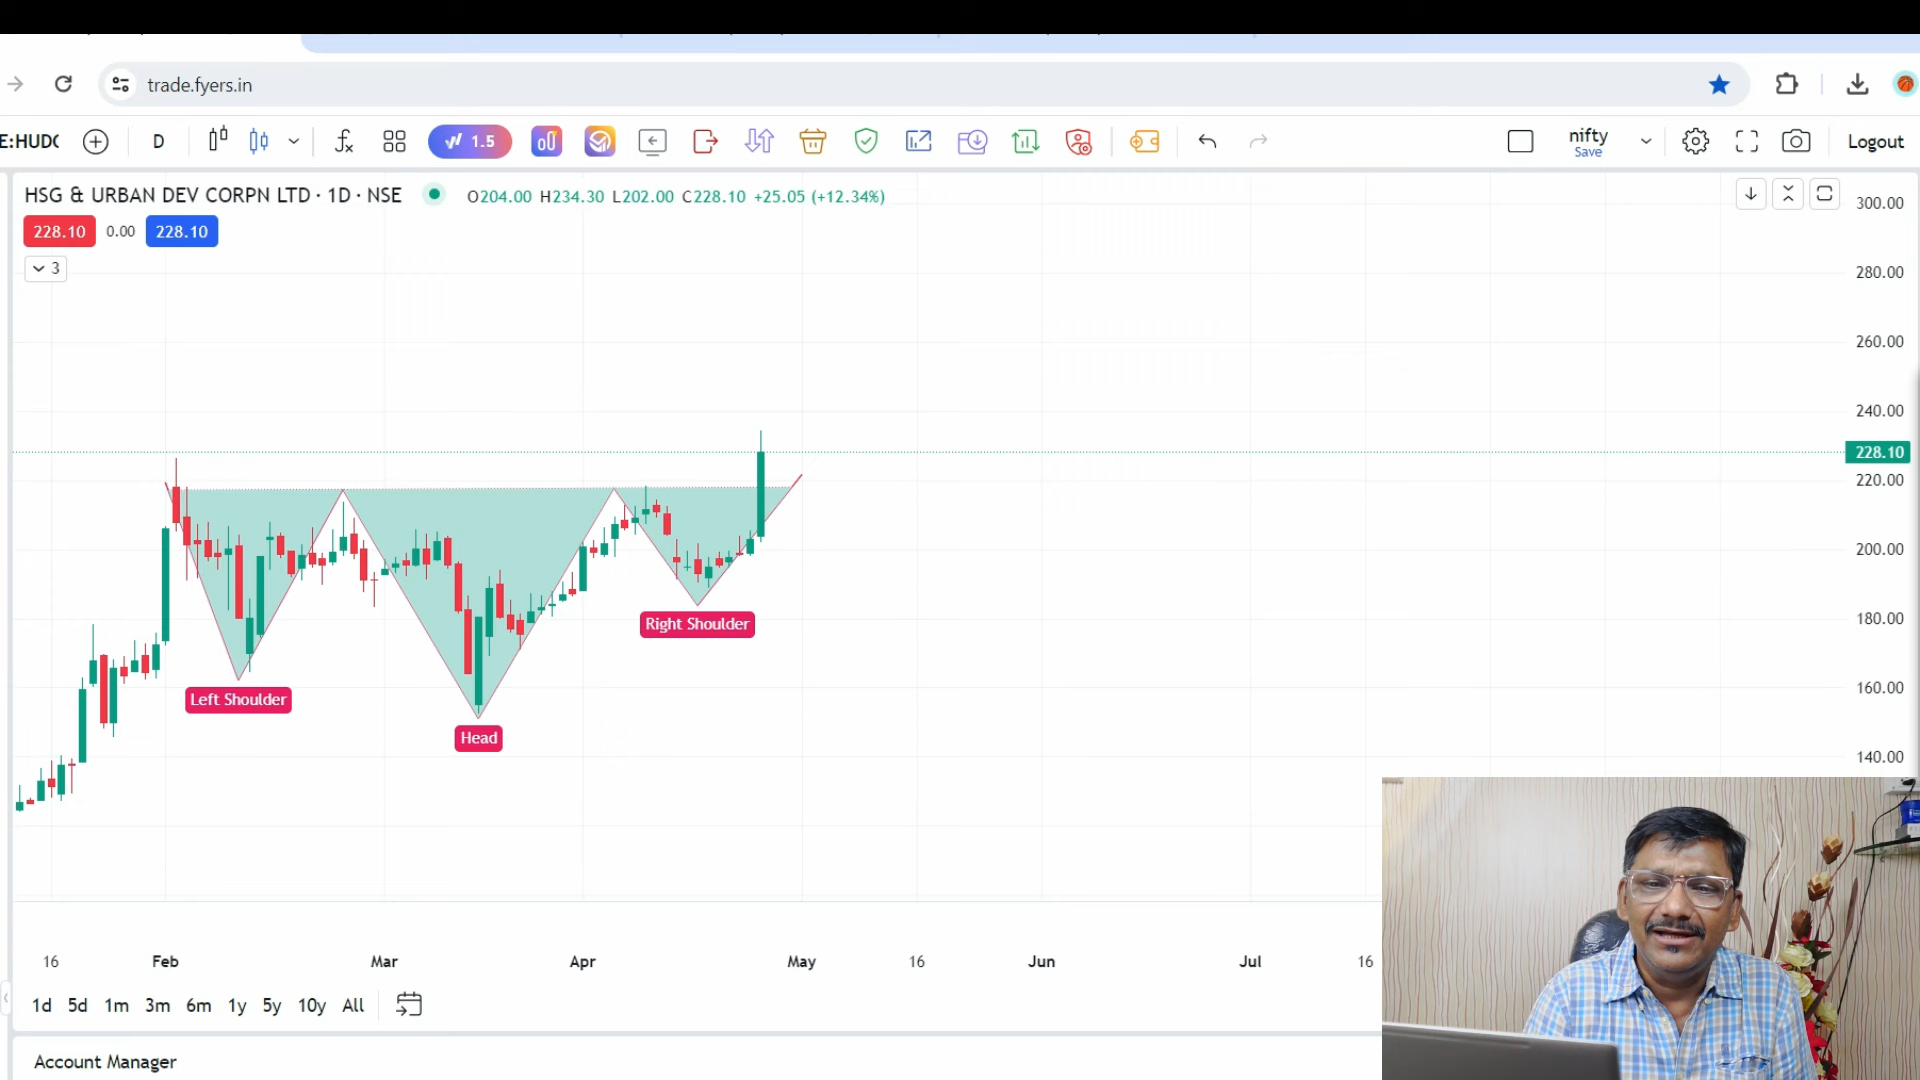 trade.fyers.in
E:HUDC
D
1.5
nifty
Save
Logout
HSG & URBAN DEV CORPN LTD · 1D · NSE
O204.00 H234.30 L202.00 C228.10 +25.05 (+12.34%)
228.10 0.00 228.10
3
300.00
280.00
260.00
240.00
228.10
220.00
200.00
180.00
160.00
140.00
Left Shoulder
Head
Right Shoulder
16 Feb Mar Apr May 16 Jun Jul 16
1d 5d 1m 3m 6m 1y 5y 10y All
Account Manager